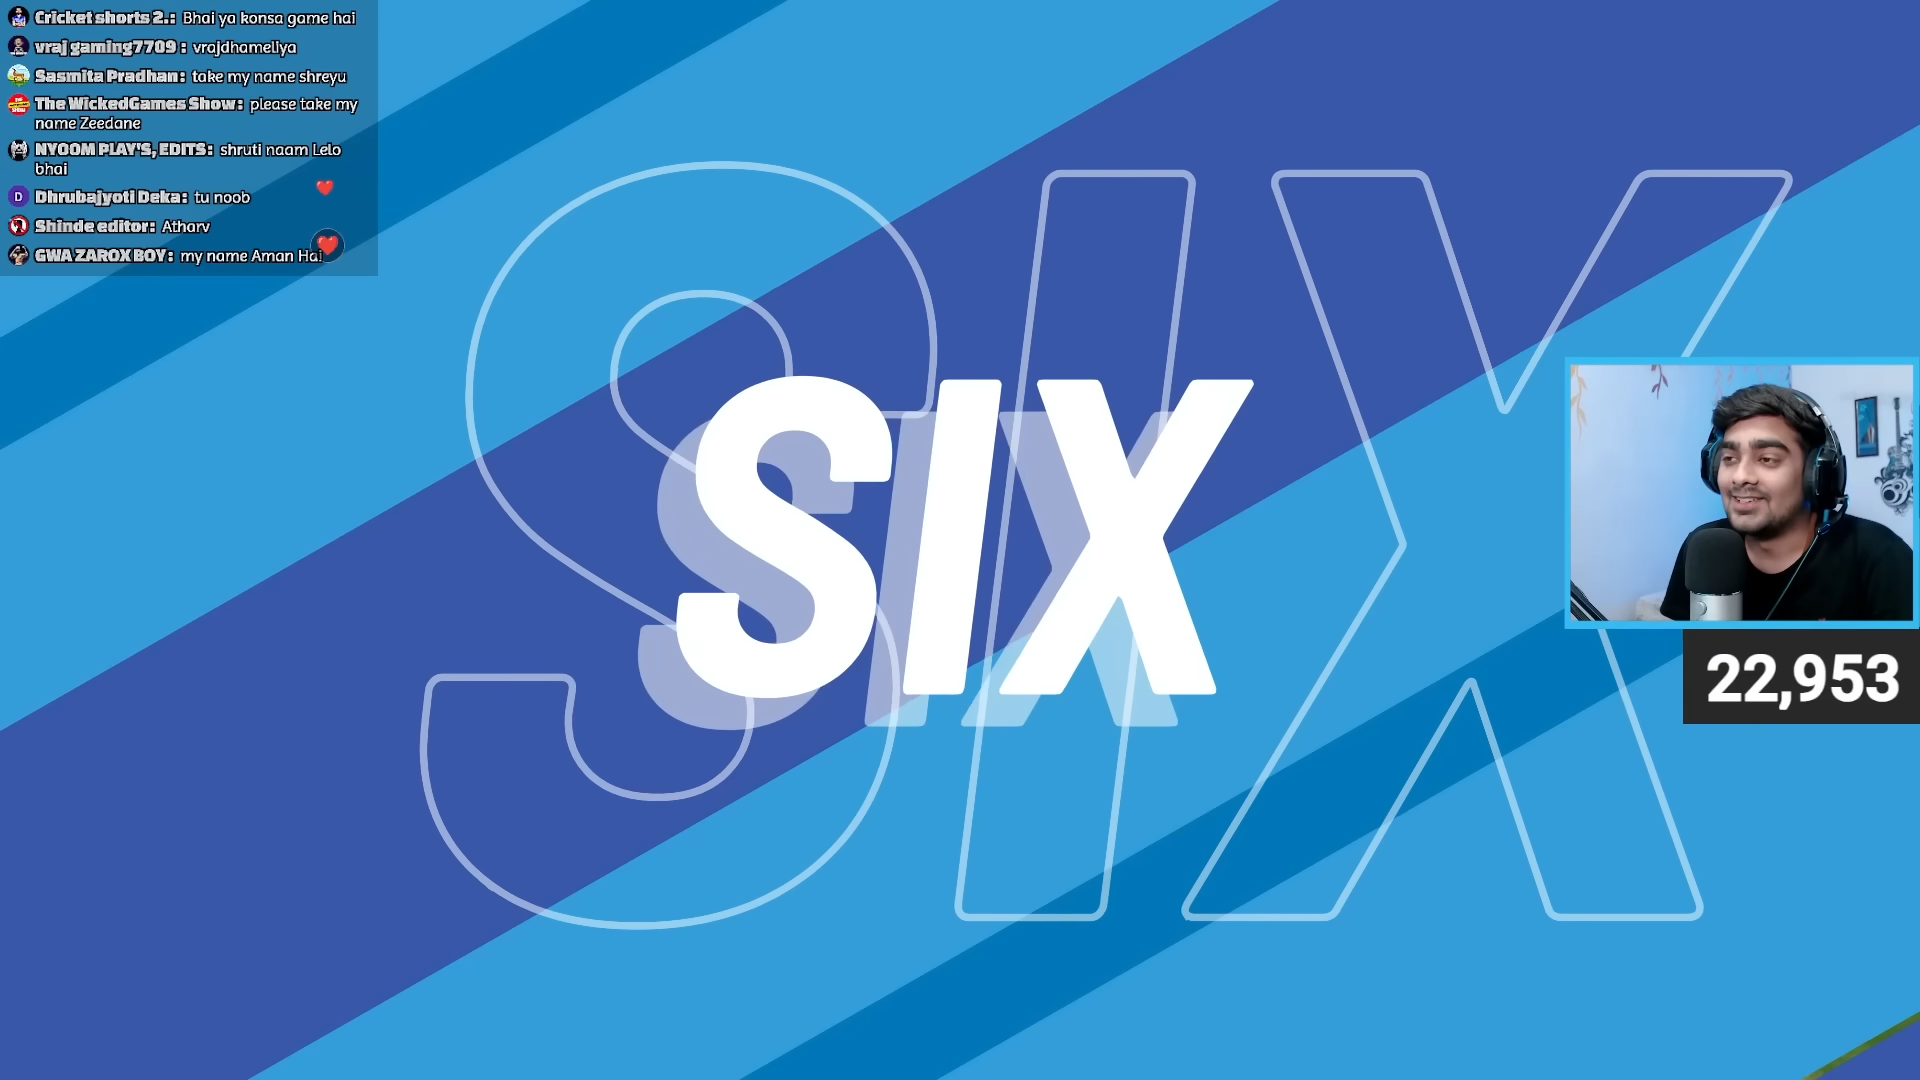 Cricket shorts 2.: Bhai ya konsa game hai
vraj gaming7709 : vrajdhameliya
Sasmita Pradhan: take my name shreyu
The WickedGames Show: please take my
name Zeedane
NYOOM PLAY'S, EDITS: shruti naam Lelo
bhai
D Dhrubajyoti Deka: tu noob
Shinde editor: Atharv
GWA ZAROX BOY: my name Aman Hai
SIX
SIX
SIX
22,953